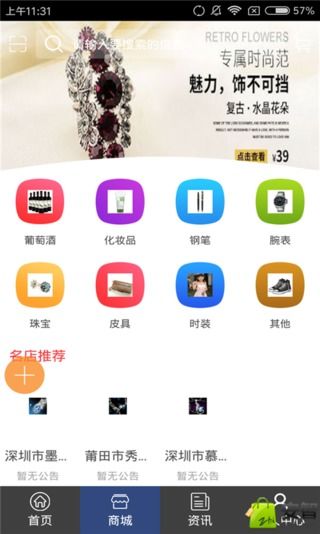 上午11:31
57%
请输入要搜索的信息
RETRO FLOWERS
专属时尚范
魅力，饰不可挡
复古·水晶花朵
点击查看 ¥39
葡萄酒 化妆品 钢笔 腕表
珠宝 皮具 时装 其他
名店推荐
深圳市墨... 莆田市秀... 深圳市慕...
暂无公告 暂无公告 暂无公告
首页 商城 资讯 中心